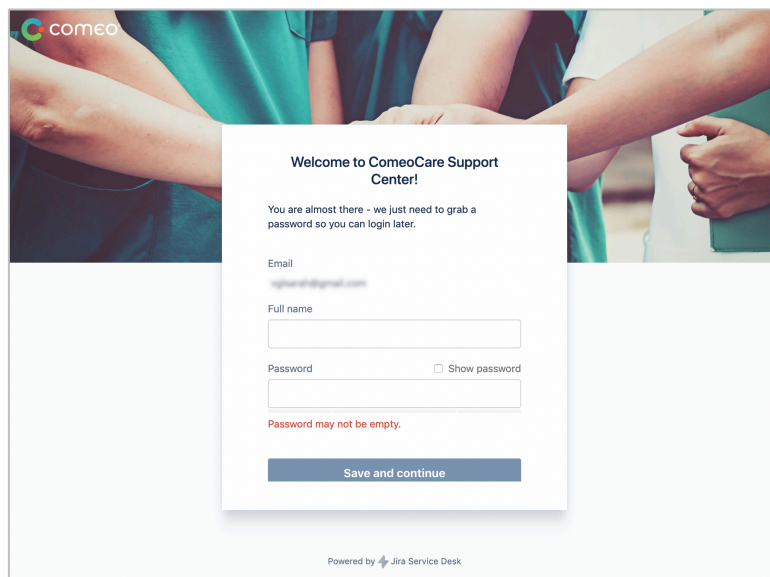 comeo
Welcome to ComeoCare Support
Center!
You are almost there - we just need to grab a
password so you can login later.
Email
Full name
Password
Show password
Password may not be empty.
Save and continue
Powered by Jira Service Desk